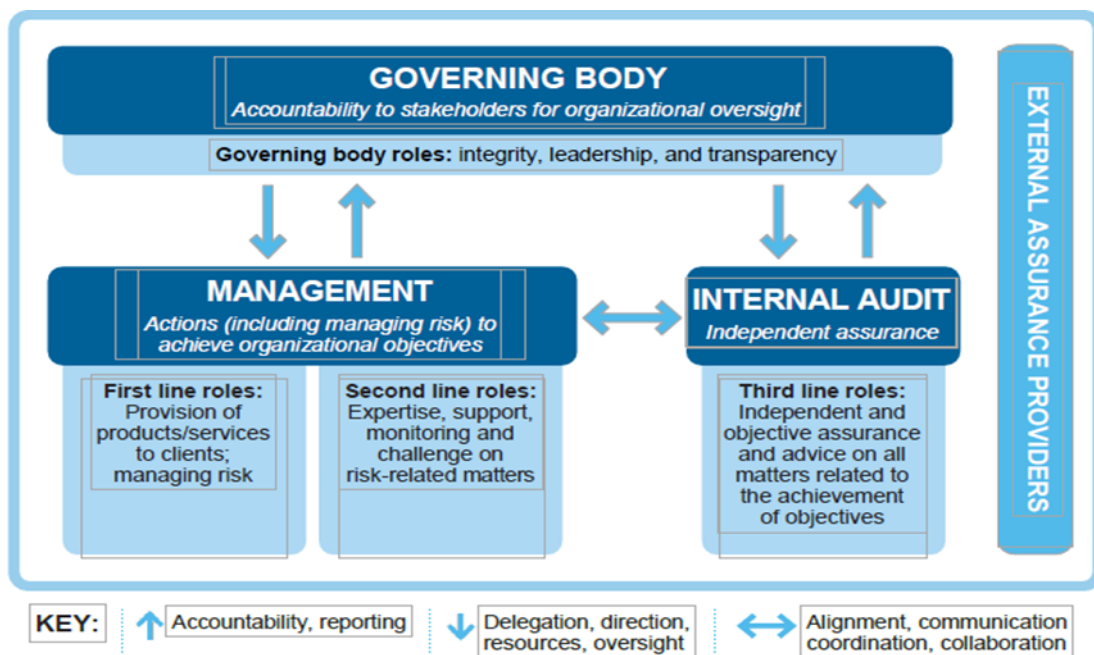 GOVERNING BODY
Accountability to stakeholders for organizational oversight
Governing body roles: integrity, leadership, and transparency
MANAGEMENT
Actions (including managing risk) to
achieve organizational objectives
First line roles:
Provision of
products/services
to clients;
managing risk
Second line roles:
Expertise, support,
monitoring and
challenge on
risk-related matters
INTERNAL AUDIT
Independent assurance
Third line roles:
Independent and
objective assurance
and advice on all
matters related to
the achievement
of objectives
EXTERNAL ASSURANCE PROVIDERS
KEY:
Accountability, reporting
Delegation, direction,
resources, oversight
Alignment, communication
coordination, collaboration